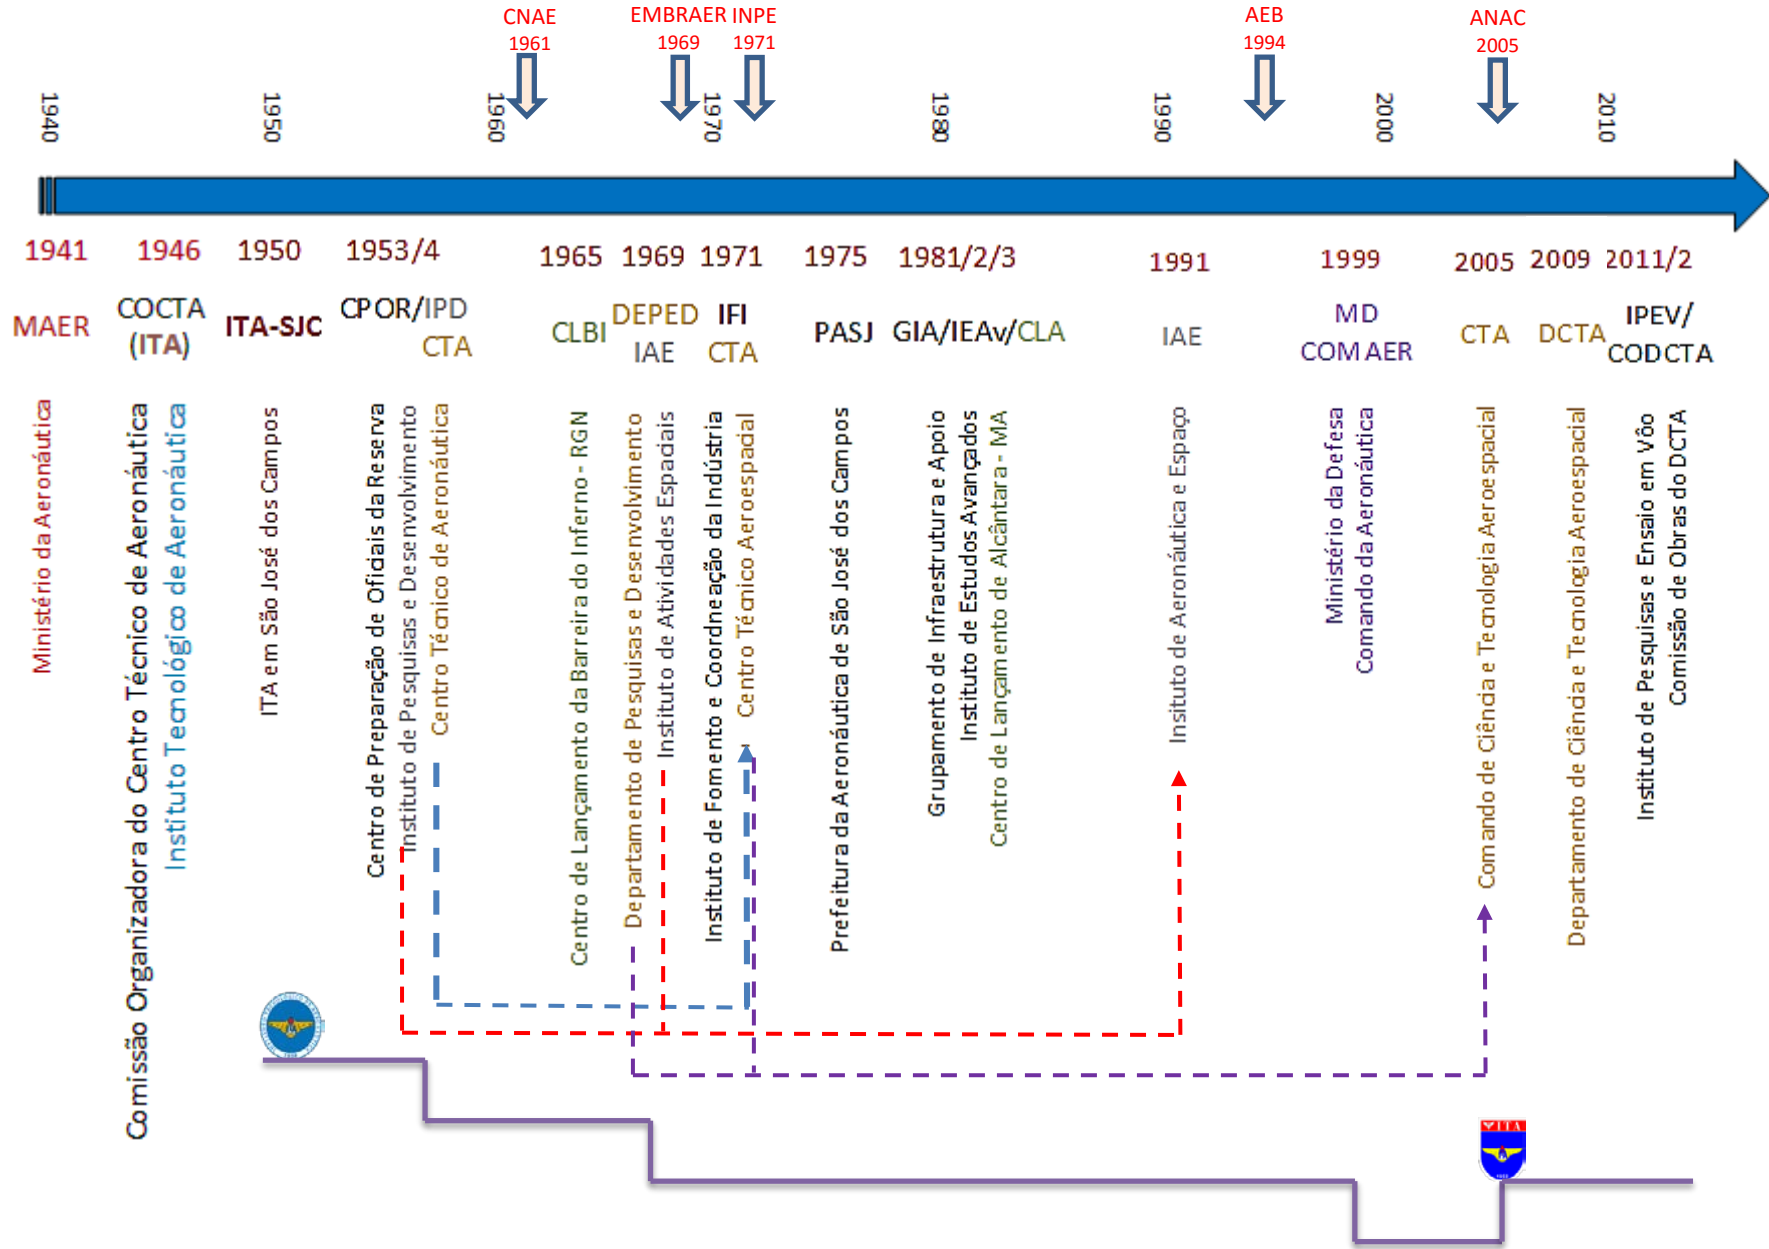 CNAE
1961
EMBRAER
1969
INPE
1971
AEB
1994
ANAC
2005
1940
1950
1960
1970
1980
1990
2000
2010
1941
1946
1950
1953/4
1965
1969
1971
1975
1981/2/3
1991
1999
2005
2009
2011/2
MAER
COCTA
(ITA)
ITA-SJC
CPOR/IPD
CTA
CLBI
DEPED
IAE
IFI
CTA
PASJ
GIA/IEAv/CLA
IAE
MD
COMAER
CTA
DCTA
IPEV/
CODCTA
Ministério da Aeronáutica
Comissão Organizadora do Centro Técnico de Aeronáutica
Instituto Tecnológico de Aeronáutica
ITA em São José dos Campos
Centro de Preparação de Oficiais da Reserva
Instituto de Pesquisas e Desenvolvimento
Centro Técnico de Aeronáutica
Centro de Lançamento da Barreira do Inferno - RGN
Departamento de Pesquisas e Desenvolvimento
Instituto de Atividades Espaciais
Instituto de Fomento e Coordneação da Indústria
Centro Técnico Aeroespacial
Prefeitura da Aeronáutica de São José dos Campos
Grupamento de Infraestrutura e Apoio
Instituto de Estudos Avançados
Centro de Lançamento de Alcântara - MA
Insituto de Aeronáutica e Espaço
Ministério da Defesa
Comando da Aeronáutica
Comando de Ciência e Tecnologia Aeroespacial
Departamento de Ciência e Tecnologia Aeroespacial
Instituto de Pesquisas e Ensaio em Vôo
Comissão de Obras do DCTA
ITA